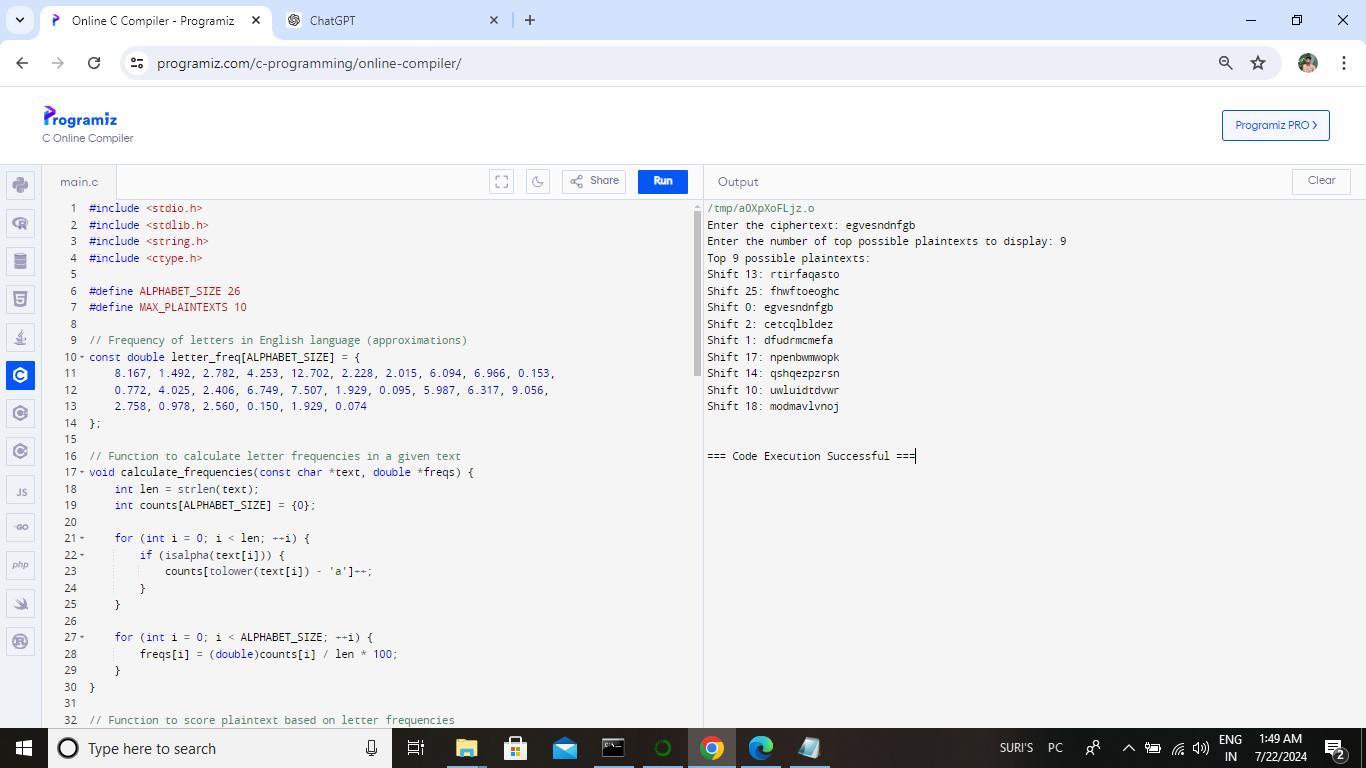 Online C Compiler - Programiz
ChatGPT
programiz.com/c-programming/online-compiler/
Programiz
C Online Compiler
Programiz PRO
main.c
Share
Run
Output
Clear
1 #include <stdio.h>
2 #include <stdlib.h>
3 #include <string.h>
4 #include <ctype.h>
5
6 #define ALPHABET_SIZE 26
7 #define MAX_PLAINTEXTS 10
8
9 // Frequency of letters in English language (approximations)
10 const double letter_freq[ALPHABET_SIZE] = {
11     8.167, 1.492, 2.782, 4.253, 12.702, 2.228, 2.015, 6.094, 6.966, 0.153,
12     0.772, 4.025, 2.406, 6.749, 7.507, 1.929, 0.095, 5.987, 6.317, 9.056,
13     2.758, 0.978, 2.560, 0.150, 1.929, 0.074
14 };
15
16 // Function to calculate letter frequencies in a given text
17 void calculate_frequencies(const char *text, double *freqs) {
18     int len = strlen(text);
19     int counts[ALPHABET_SIZE] = {0};
20
21     for (int i = 0; i < len; ++i) {
22         if (isalpha(text[i])) {
23             counts[tolower(text[i]) - 'a']++;
24         }
25     }
26
27     for (int i = 0; i < ALPHABET_SIZE; ++i) {
28         freqs[i] = (double)counts[i] / len * 100;
29     }
30 }
31
32 // Function to score plaintext based on letter frequencies
/tmp/aOXpXoFLjz.o
Enter the ciphertext: egvesndnfgb
Enter the number of top possible plaintexts to display: 9
Top 9 possible plaintexts:
Shift 13: rtirfaqasto
Shift 25: fhwftoeoghc
Shift 0: egvesndnfgb
Shift 2: cetcqlbldez
Shift 1: dfudrmcmefa
Shift 17: npenbwmwopk
Shift 14: qshqezpzrsn
Shift 10: uwluidtdvwr
Shift 18: modmavlvnoj
=== Code Execution Successful ===
JS
GO
php
Type here to search
SURI'S PC
ENG
IN
1:49 AM
7/22/2024
2